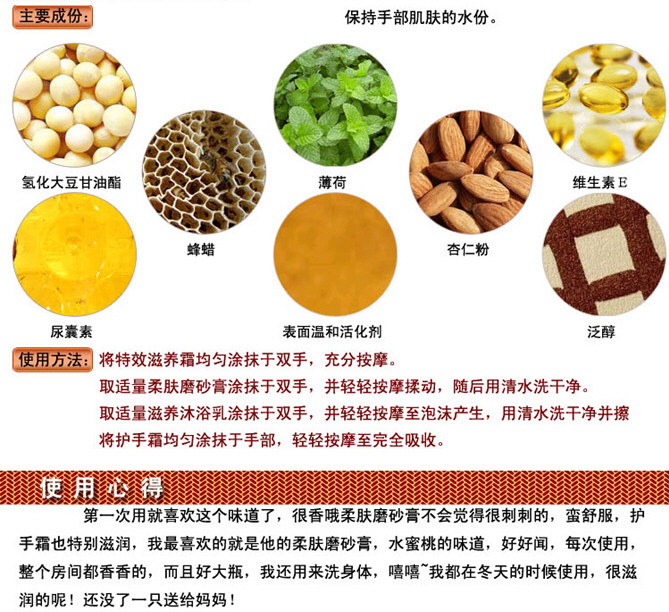 主要成份：
保持手部肌肤的水份。
氢化大豆甘油酯
薄荷
维生素E
蜂蜡
杏仁粉
尿囊素
表面温和活化剂
泛醇
使用方法：将特效滋养霜均匀涂抹于双手，充分按摩。
取适量柔肤磨砂膏涂抹于双手，并轻轻按摩揉动，随后用清水洗干净。
取适量滋养沐浴乳涂抹于双手，并轻轻按摩至泡沫产生，用清水洗干净并擦
将护手霜均匀涂抹于手部，轻轻按摩至完全吸收。
使用心得
第一次用就喜欢这个味道了，很香哦柔肤磨砂膏不会觉得很刺刺的，蛮舒服，护
手霜也特别滋润，我最喜欢的就是他的柔肤磨砂膏，水蜜桃的味道，好好闻，每次使用，
整个房间都香香的，而且好大瓶，我还用来洗身体，嘻嘻~我都在冬天的时候使用，很滋
润的呢！还没了一只送给妈妈！